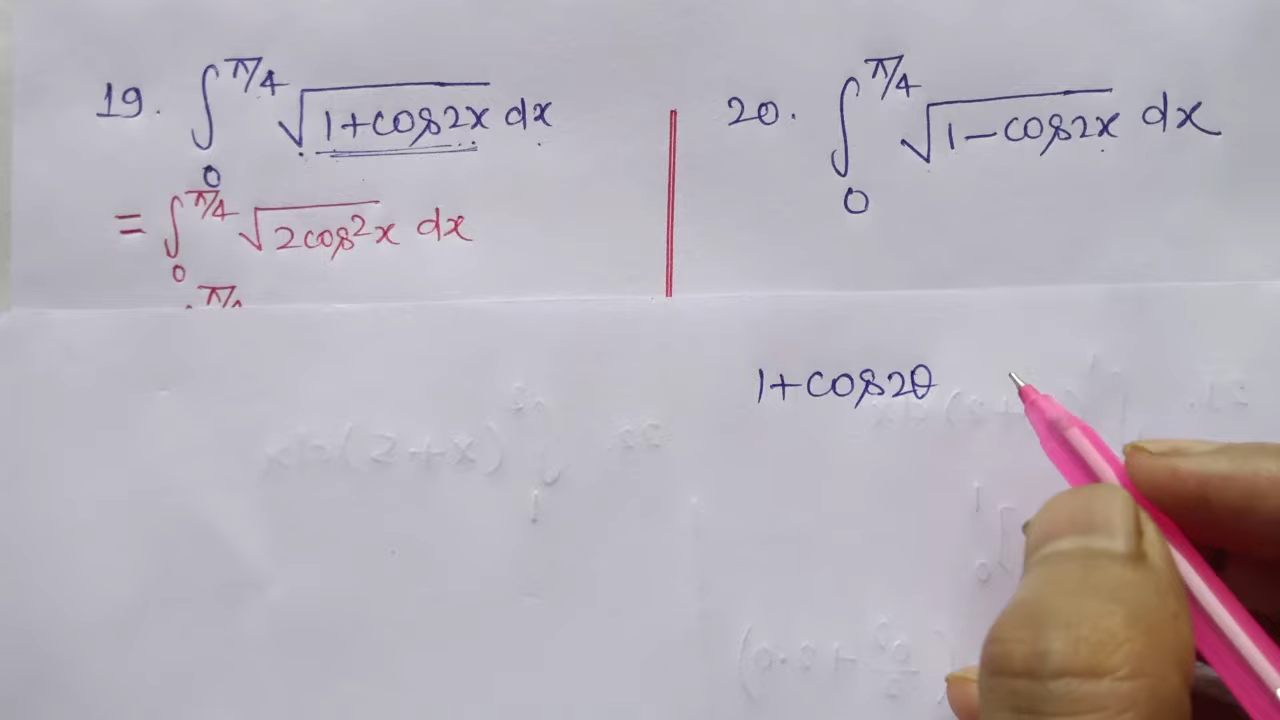 19. ∫₀^π/4 √(1+cos2x) dx
= ∫₀^π/4 √(2cos²x) dx
π/
20. ∫₀^π/4 √(1−cos2x) dx
1+cos2θ